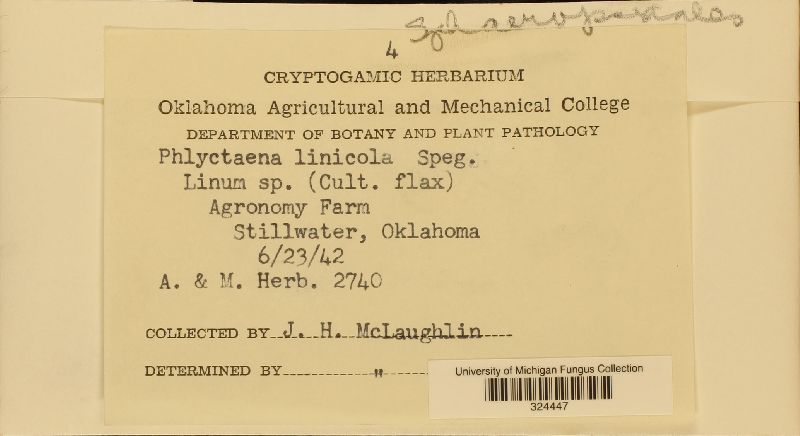 Sphaeropsidales
4
CRYPTOGAMIC HERBARIUM
Oklahoma Agricultural and Mechanical College
DEPARTMENT OF BOTANY AND PLANT PATHOLOGY
Phlyctaena linicola Speg.
Linum sp. (Cult. flax)
Agronomy Farm
Stillwater, Oklahoma
6/23/42
A. & M. Herb. 2740
COLLECTED BY J. H. McLaughlin
DETERMINED BY "
University of Michigan Fungus Collection
324447